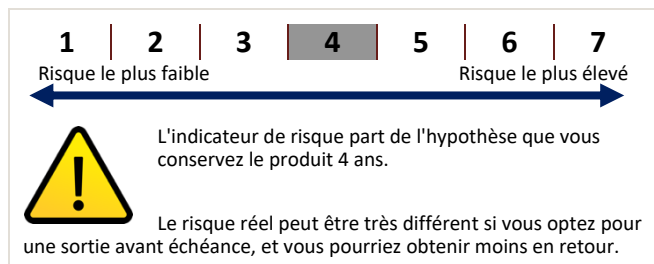 1 2 3 4 5 6 7
Risque le plus faible Risque le plus élevé
L'indicateur de risque part de l'hypothèse que vous
conservez le produit 4 ans.
Le risque réel peut être très différent si vous optez pour
une sortie avant échéance, et vous pourriez obtenir moins en retour.